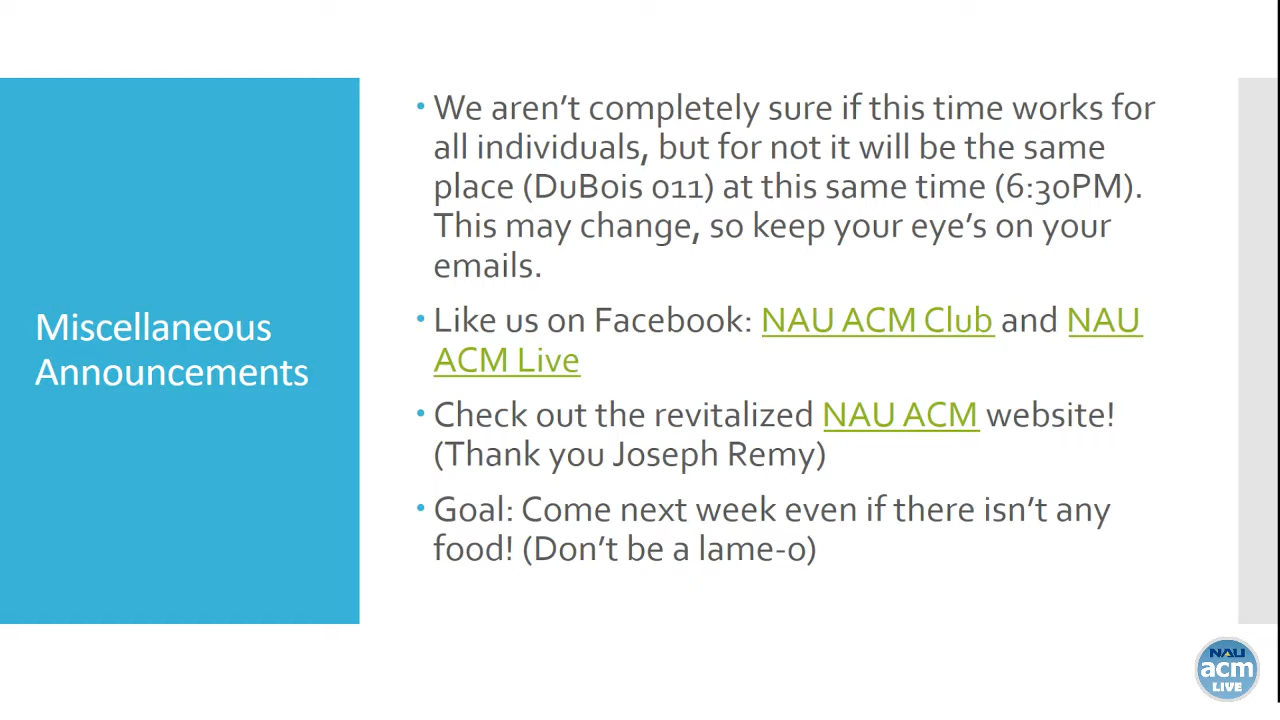 Miscellaneous
Announcements
• We aren’t completely sure if this time works for
all individuals, but for not it will be the same
place (DuBois 011) at this same time (6:30PM).
This may change, so keep your eye’s on your
emails.
• Like us on Facebook: NAU ACM Club and NAU
ACM Live
• Check out the revitalized NAU ACM website!
(Thank you Joseph Remy)
• Goal: Come next week even if there isn’t any
food! (Don’t be a lame-o)
NAU
acm
LIVE